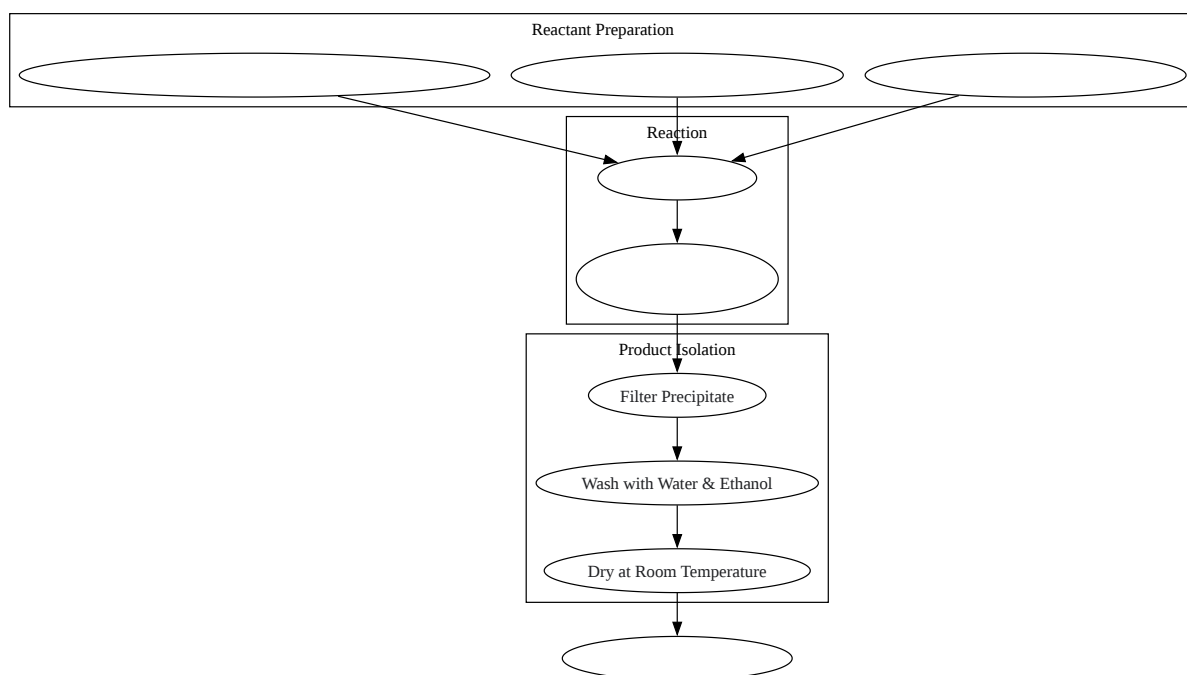 Reactant Preparation
Reaction
Product Isolation
Filter Precipitate
Wash with Water & Ethanol
Dry at Room Temperature